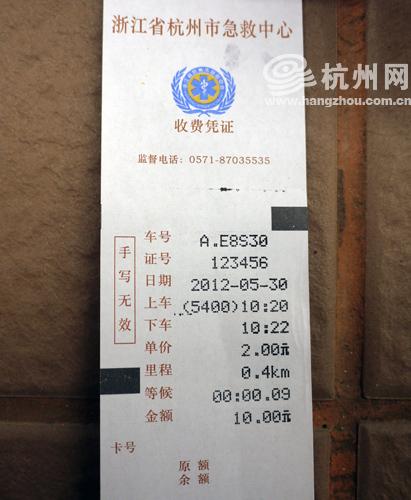 浙江省杭州市急救中心
杭州网
www.hangzhou.com.cn
收费凭证
监督电话：0571-87035535
手写无效
车号 A.E8S30
证号 123456
日期 2012-05-30
上车 (5400)10:20
下车 10:22
单价 2.00元
里程 0.4km
等候 00:00.09
金额 10.00元
卡号
原额
余额